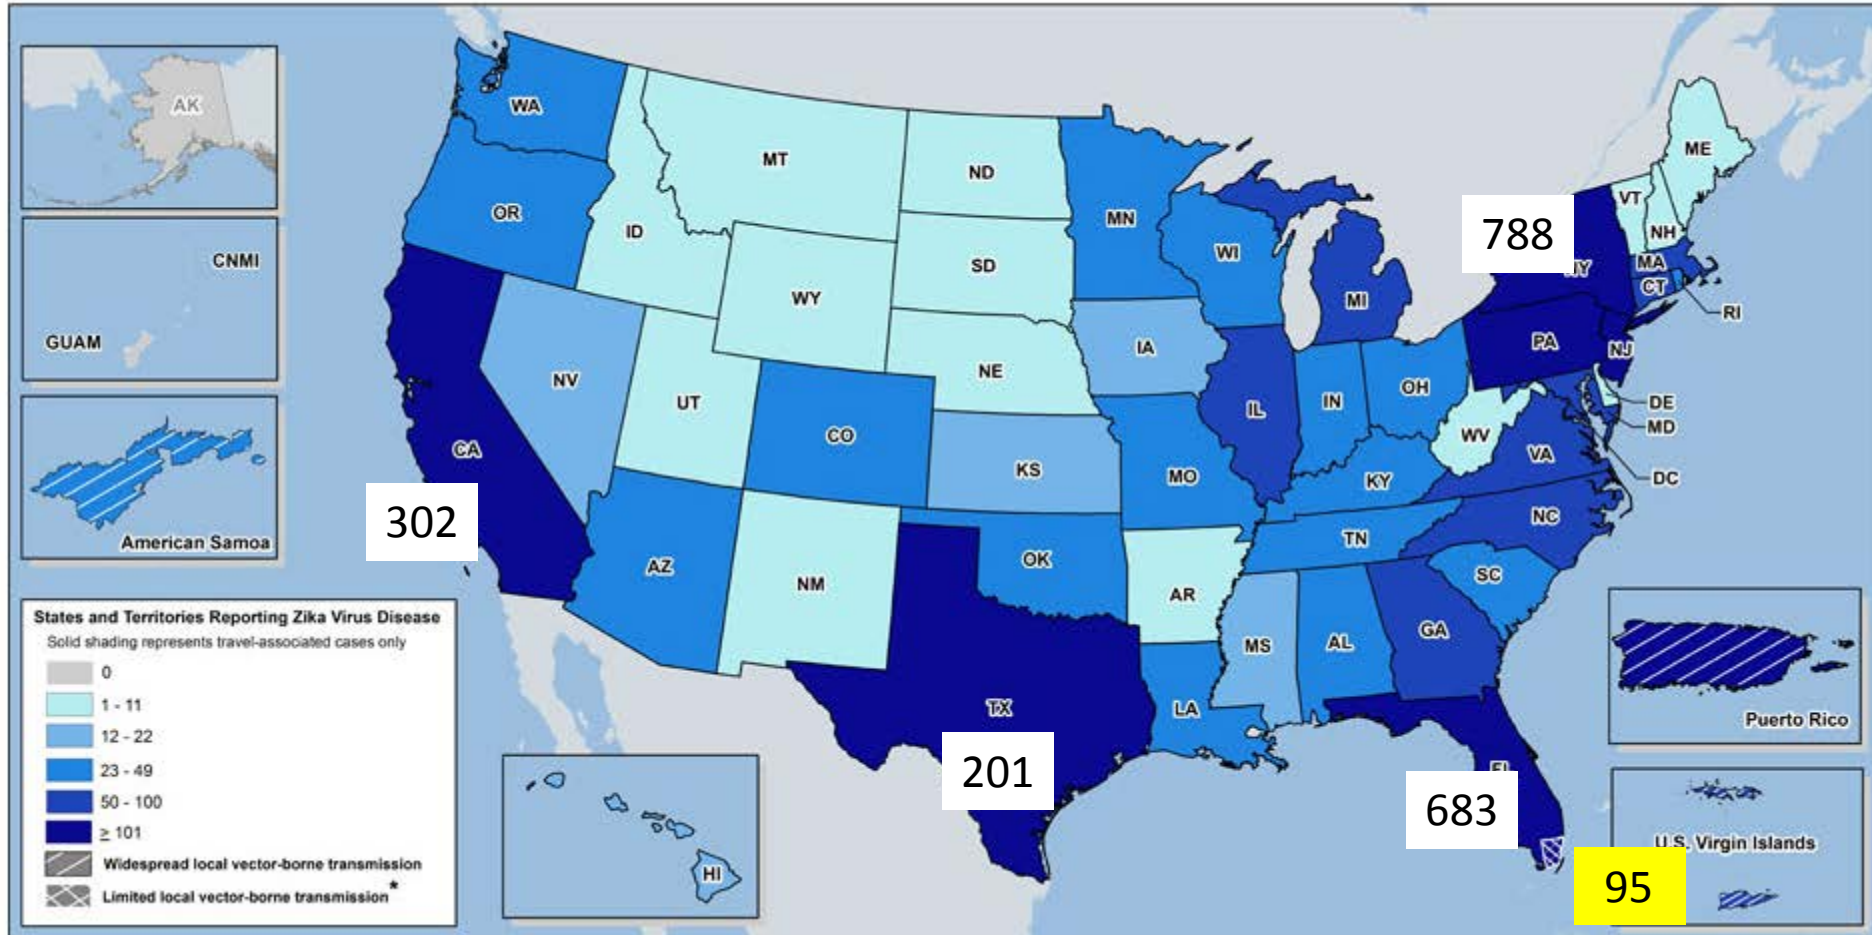 AK
CNMI
GUAM
American Samoa
WA
OR
CA
ID
NV
MT
WY
UT
AZ
CO
NM
ND
SD
NE
KS
OK
TX
MN
IA
MO
AR
LA
WI
IL
MS
MI
IN
OH
KY
TN
AL
GA
WV
VA
NC
SC
PA
NY
NJ
VT
NH
ME
MA
CT
RI
DE
MD
DC
HI
Puerto Rico
U.S. Virgin Islands
788
302
201
683
95
States and Territories Reporting Zika Virus Disease
Solid shading represents travel-associated cases only
0
1 - 11
12 - 22
23 - 49
50 - 100
≥ 101
Widespread local vector-borne transmission
Limited local vector-borne transmission*